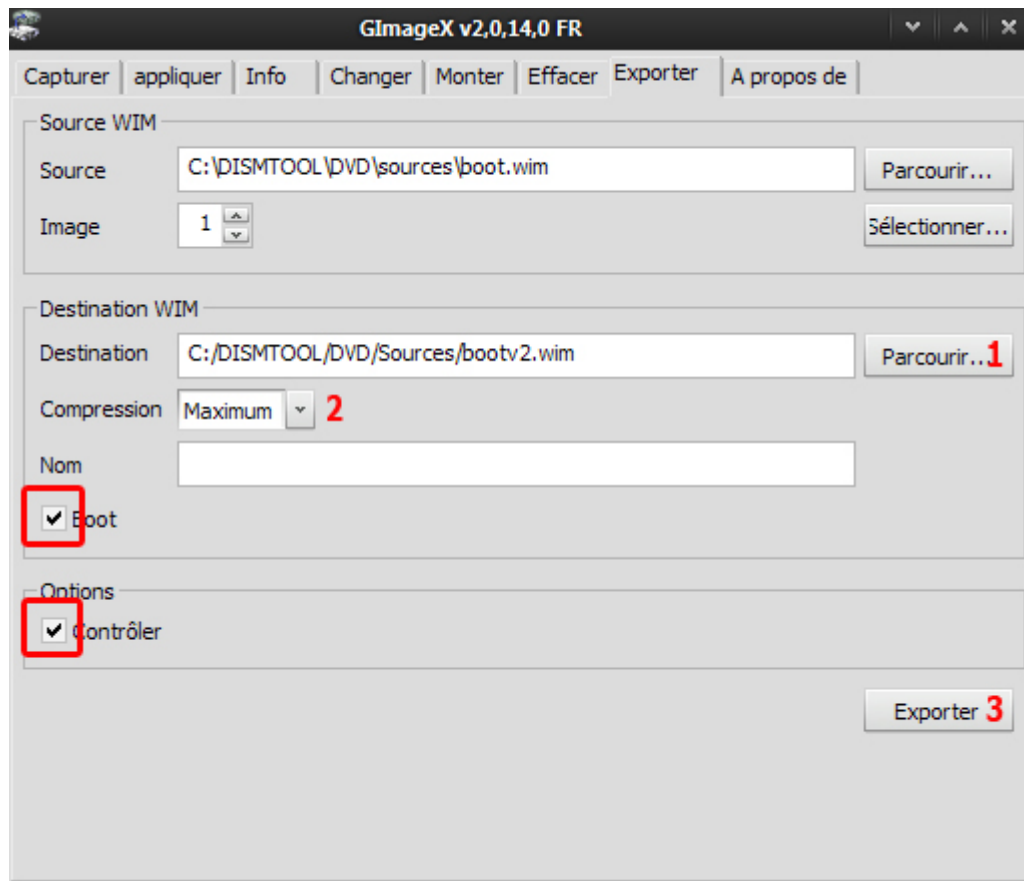 GImageX v2,0,14,0 FR
Capturer appliquer Info Changer Monter Effacer Exporter A propos de
Source WIM
Source C:\DISMTOOL\DVD\sources\boot.wim Parcourir...
Image 1 Sélectionner...
Destination WIM
Destination C:/DISMTOOL/DVD/Sources/bootv2.wim Parcourir... 1
Compression Maximum 2
Nom
Boot
Options
Contrôler
Exporter 3